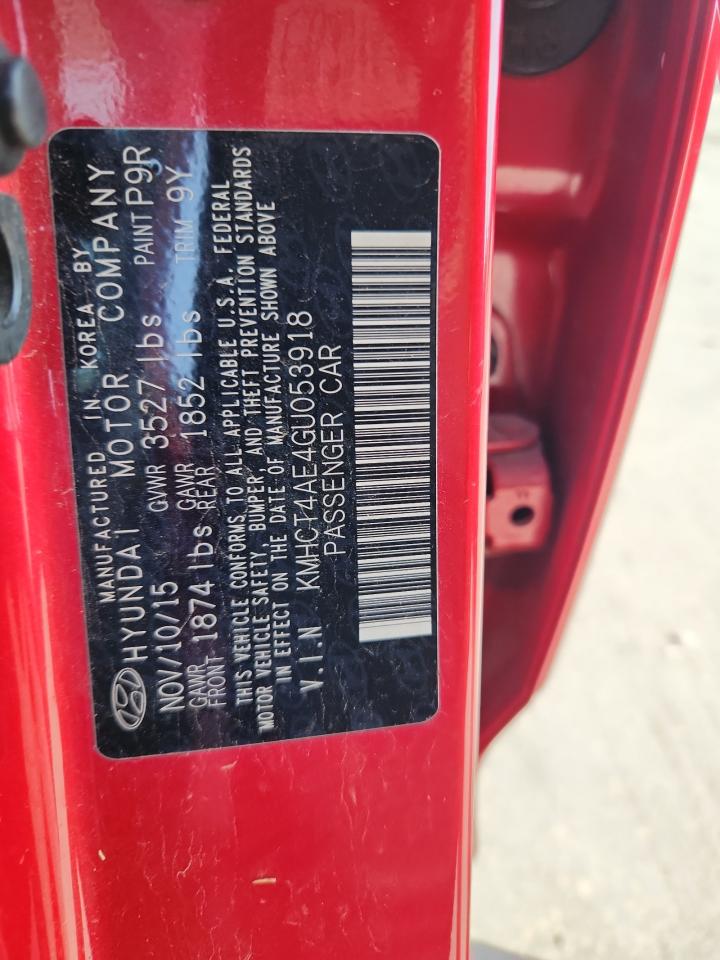 MANUFACTURED IN KOREA BY
HYUNDAI MOTOR COMPANY
NOV/10/15 GVWR 3527 lbs PAINT P9R
GAWR FRONT 1874 lbs GAWR REAR 1852 lbs TRIM 9Y
THIS VEHICLE CONFORMS TO ALL APPLICABLE U.S.A. FEDERAL
MOTOR VEHICLE SAFETY, BUMPER, AND THEFT PREVENTION STANDARDS
IN EFFECT ON THE DATE OF MANUFACTURE SHOWN ABOVE
V.I.N KMHCT4AE4GU053918
PASSENGER CAR